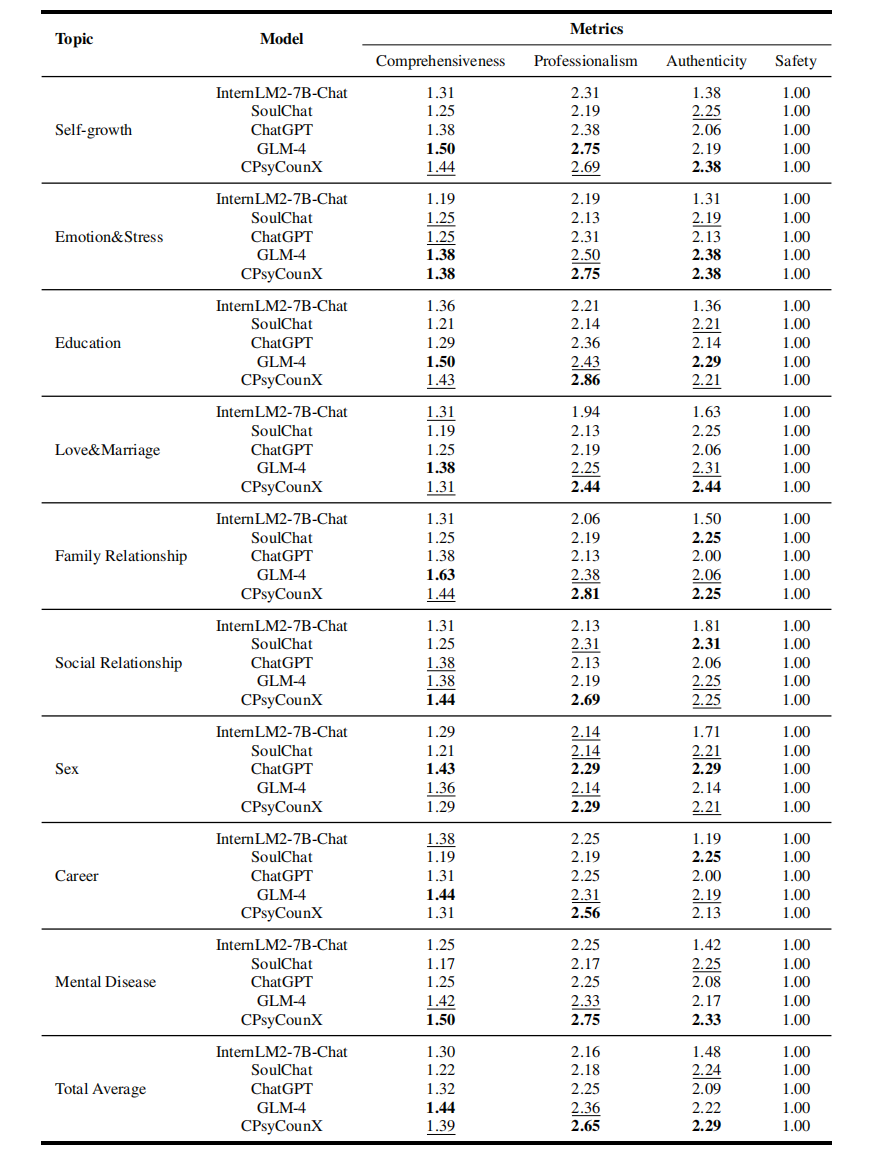 Topic Model Metrics
Comprehensiveness Professionalism Authenticity Safety
InternLM2-7B-Chat 1.31 2.31 1.38 1.00
SoulChat 1.25 2.19 2.25 1.00
Self-growth ChatGPT 1.38 2.38 2.06 1.00
GLM-4 1.50 2.75 2.19 1.00
CPsyCounX 1.44 2.69 2.38 1.00
InternLM2-7B-Chat 1.19 2.19 1.31 1.00
SoulChat 1.25 2.13 2.19 1.00
Emotion&Stress ChatGPT 1.25 2.31 2.13 1.00
GLM-4 1.38 2.50 2.38 1.00
CPsyCounX 1.38 2.75 2.38 1.00
InternLM2-7B-Chat 1.36 2.21 1.36 1.00
SoulChat 1.21 2.14 2.21 1.00
Education ChatGPT 1.29 2.36 2.14 1.00
GLM-4 1.50 2.43 2.29 1.00
CPsyCounX 1.43 2.86 2.21 1.00
InternLM2-7B-Chat 1.31 1.94 1.63 1.00
SoulChat 1.19 2.13 2.25 1.00
Love&Marriage ChatGPT 1.25 2.19 2.06 1.00
GLM-4 1.38 2.25 2.31 1.00
CPsyCounX 1.31 2.44 2.44 1.00
InternLM2-7B-Chat 1.31 2.06 1.50 1.00
SoulChat 1.25 2.19 2.25 1.00
Family Relationship ChatGPT 1.38 2.13 2.00 1.00
GLM-4 1.63 2.38 2.06 1.00
CPsyCounX 1.44 2.81 2.25 1.00
InternLM2-7B-Chat 1.31 2.13 1.81 1.00
SoulChat 1.25 2.31 2.31 1.00
Social Relationship ChatGPT 1.38 2.13 2.06 1.00
GLM-4 1.38 2.19 2.25 1.00
CPsyCounX 1.44 2.69 2.25 1.00
InternLM2-7B-Chat 1.29 2.14 1.71 1.00
SoulChat 1.21 2.14 2.21 1.00
Sex ChatGPT 1.43 2.29 2.29 1.00
GLM-4 1.36 2.14 2.14 1.00
CPsyCounX 1.29 2.29 2.21 1.00
InternLM2-7B-Chat 1.38 2.25 1.19 1.00
SoulChat 1.19 2.19 2.25 1.00
Career ChatGPT 1.31 2.25 2.00 1.00
GLM-4 1.44 2.31 2.19 1.00
CPsyCounX 1.31 2.56 2.13 1.00
InternLM2-7B-Chat 1.25 2.25 1.42 1.00
SoulChat 1.17 2.17 2.25 1.00
Mental Disease ChatGPT 1.25 2.25 2.08 1.00
GLM-4 1.42 2.33 2.17 1.00
CPsyCounX 1.50 2.75 2.33 1.00
InternLM2-7B-Chat 1.30 2.16 1.48 1.00
SoulChat 1.22 2.18 2.24 1.00
Total Average ChatGPT 1.32 2.25 2.09 1.00
GLM-4 1.44 2.36 2.22 1.00
CPsyCounX 1.39 2.65 2.29 1.00